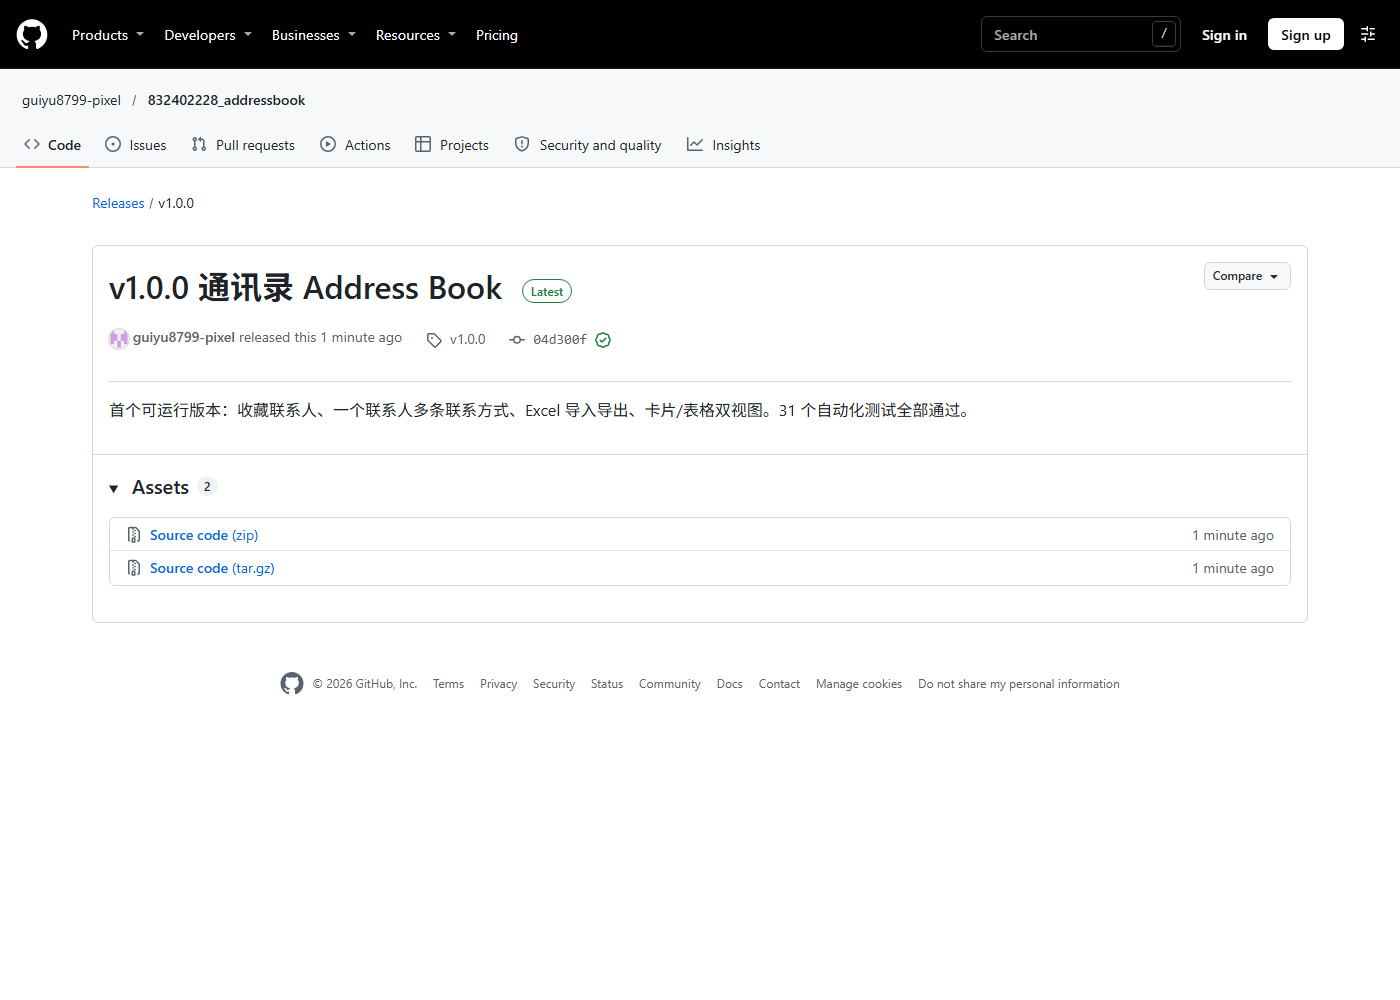 Products Developers Businesses Resources Pricing Search / Sign in Sign up
guiyu8799-pixel / 832402228_addressbook
Code Issues Pull requests Actions Projects Security and quality Insights
Releases / v1.0.0
v1.0.0 通讯录 Address Book Latest Compare
guiyu8799-pixel released this 1 minute ago v1.0.0 04d300f
首个可运行版本：收藏联系人、一个联系人多条联系方式、Excel 导入导出、卡片/表格双视图。31 个自动化测试全部通过。
Assets 2
Source code (zip) 1 minute ago
Source code (tar.gz) 1 minute ago
© 2026 GitHub, Inc. Terms Privacy Security Status Community Docs Contact Manage cookies Do not share my personal information